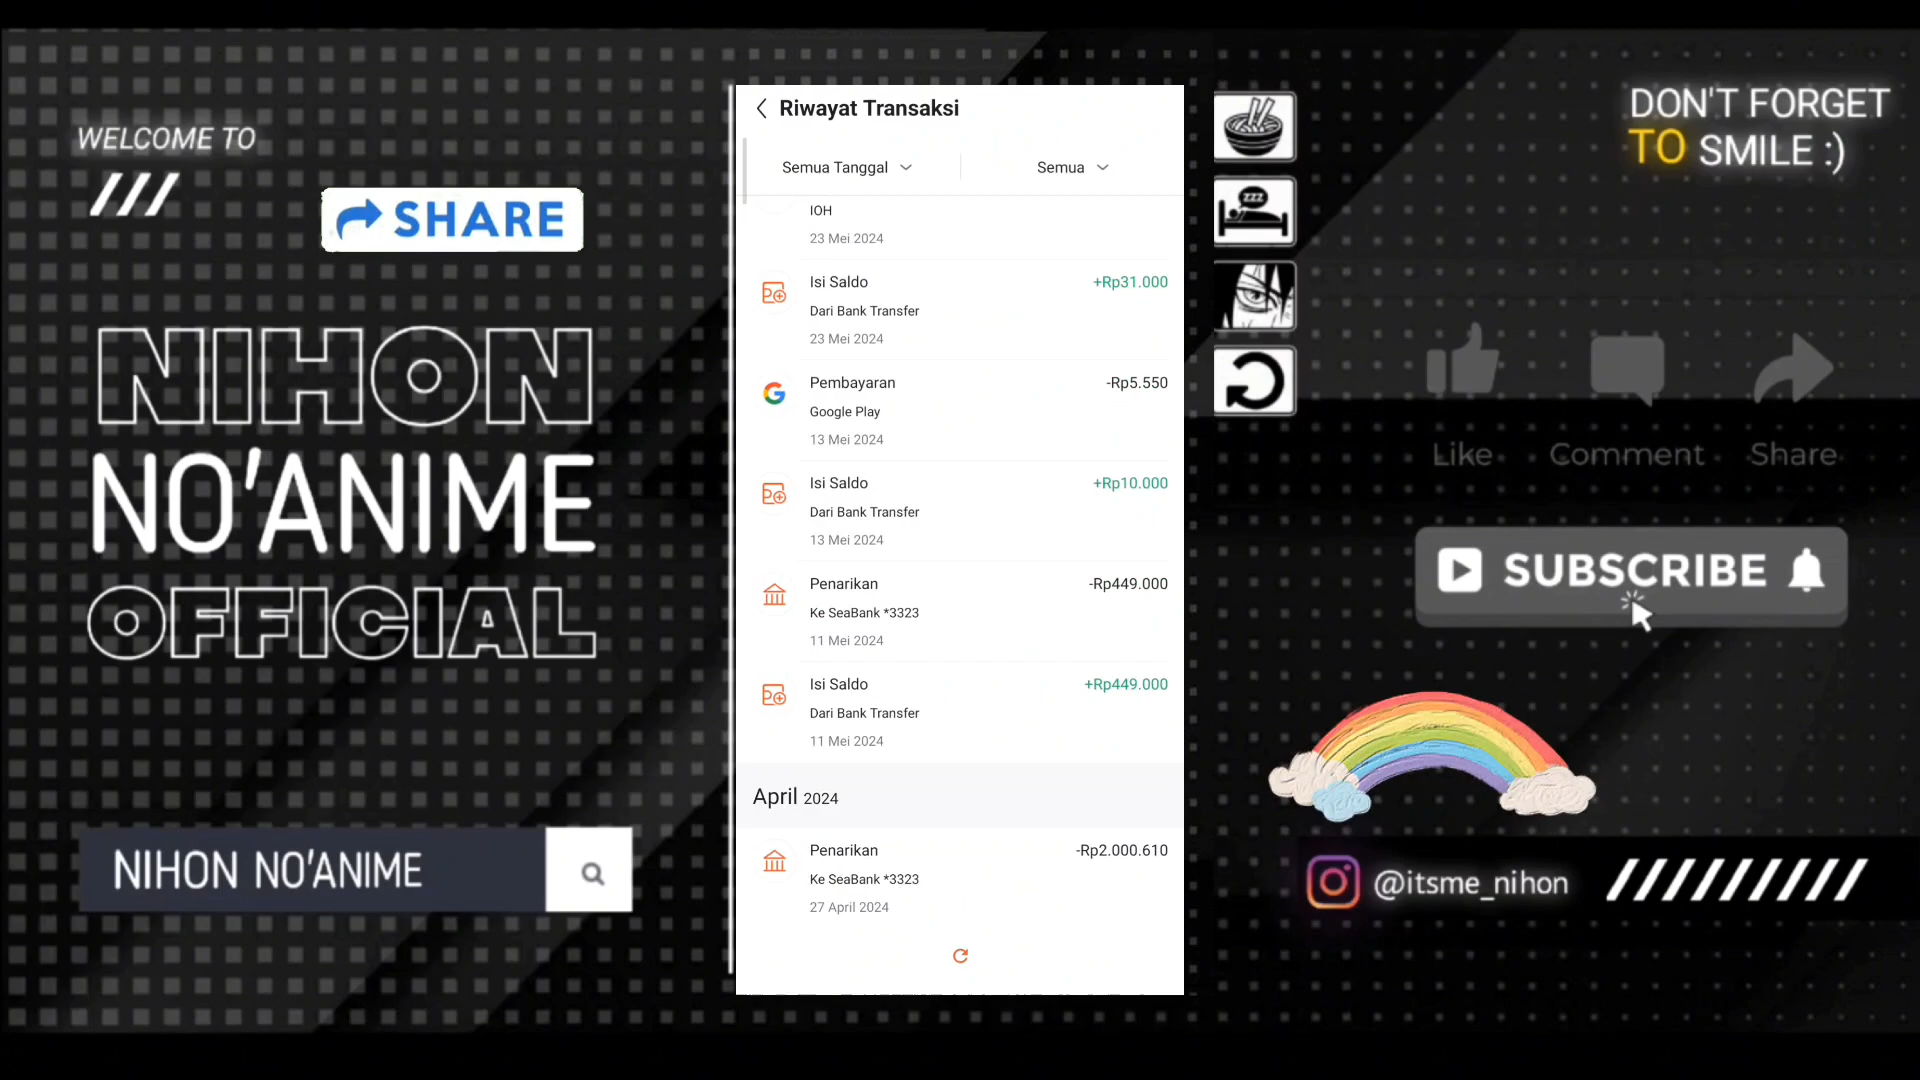 WELCOME TO
SHARE
NIHON
NO'ANIME
OFFICIAL
NIHON NO'ANIME
Riwayat Transaksi
Semua Tanggal
Semua
IOH
23 Mei 2024
Isi Saldo
+Rp31.000
Dari Bank Transfer
23 Mei 2024
Pembayaran
-Rp5.550
Google Play
13 Mei 2024
Isi Saldo
+Rp10.000
Dari Bank Transfer
13 Mei 2024
Penarikan
-Rp449.000
Ke SeaBank *3323
11 Mei 2024
Isi Saldo
+Rp449.000
Dari Bank Transfer
11 Mei 2024
April 2024
Penarikan
-Rp2.000.610
Ke SeaBank *3323
27 April 2024
zzz
DON'T FORGET
TO SMILE :)
Like
Comment
Share
SUBSCRIBE
@itsme_nihon